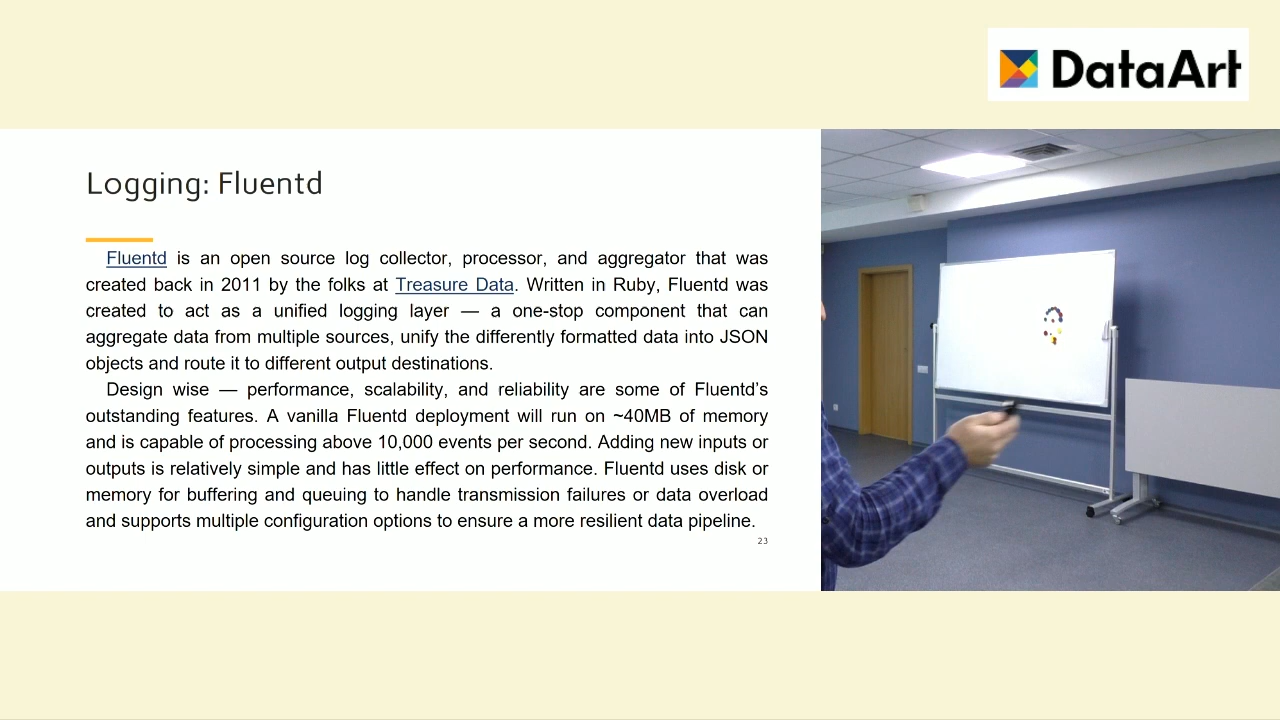 DataArt
Logging: Fluentd
Fluentd is an open source log collector, processor, and aggregator that was
created back in 2011 by the folks at Treasure Data. Written in Ruby, Fluentd was
created to act as a unified logging layer — a one-stop component that can
aggregate data from multiple sources, unify the differently formatted data into JSON
objects and route it to different output destinations.
Design wise — performance, scalability, and reliability are some of Fluentd’s
outstanding features. A vanilla Fluentd deployment will run on ~40MB of memory
and is capable of processing above 10,000 events per second. Adding new inputs or
outputs is relatively simple and has little effect on performance. Fluentd uses disk or
memory for buffering and queuing to handle transmission failures or data overload
and supports multiple configuration options to ensure a more resilient data pipeline.
23